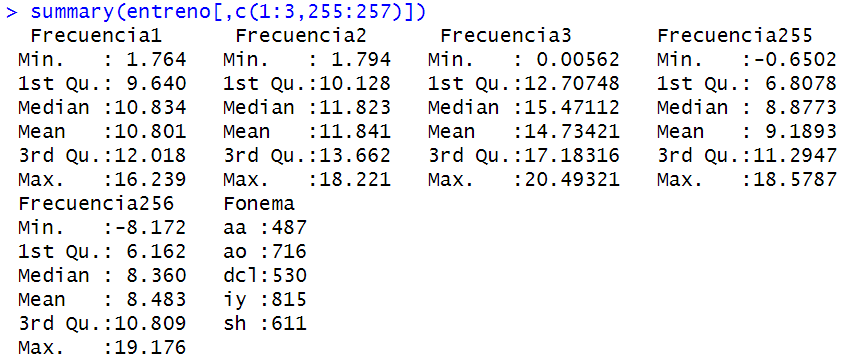 > summary(entreno[,c(1:3,255:257)])
  Frecuencia1      Frecuencia2      Frecuencia3        Frecuencia255
 Min.   : 1.764   Min.   : 1.794   Min.   : 0.00562   Min.   :-0.6502
 1st Qu.: 9.640   1st Qu.:10.128   1st Qu.:12.70748   1st Qu.: 6.8078
 Median :10.834   Median :11.823   Median :15.47112   Median : 8.8773
 Mean   :10.801   Mean   :11.841   Mean   :14.73421   Mean   : 9.1893
 3rd Qu.:12.018   3rd Qu.:13.662   3rd Qu.:17.18316   3rd Qu.:11.2947
 Max.   :16.239   Max.   :18.221   Max.   :20.49321   Max.   :18.5787
 Frecuencia256    Fonema
 Min.   :-8.172   aa :487
 1st Qu.: 6.162   ao :716
 Median : 8.360   dcl:530
 Mean   : 8.483   iy :815
 3rd Qu.:10.809   sh :611
 Max.   :19.176